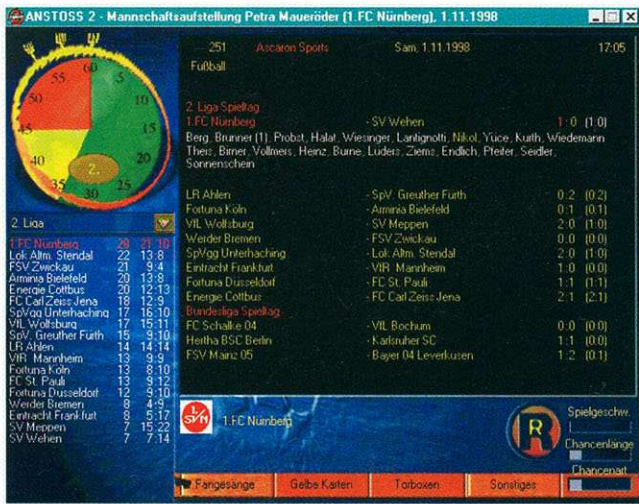 ANSTOSS 2 - Mannschaftsaufstellung Petra Maueröder (1.FC Nürnberg), 1.11.1998
251 Ascaron Sports Sam, 1.11.1998 17:05
Fußball
2. Liga Spieltag
1.FC Nürnberg - SV Wehen 1:0 (1:0)
Berg, Brunner (1), Probst, Halat, Wiesinger, Lantignotti, Nikol, Yüce, Kurth, Wiedemann
Theis, Birner, Vollmers, Heinz, Burne, Lüders, Ziems, Endlich, Pfeifer, Seidler,
Sonnenschein
LR Ahlen - SpV. Greuther Fürth 0:2 (0:2)
Fortuna Köln - Arminia Bielefeld 0:1 (0:1)
VfL Wolfsburg - SV Meppen 2:0 (1:0)
Werder Bremen - FSV Zwickau 0:0 (0:0)
SpVgg Unterhaching - Lok Altm. Stendal 2:0 (1:0)
Eintracht Frankfurt - VfR Mannheim 1:0 (0:0)
Fortuna Düsseldorf - FC St. Pauli 1:1 (1:1)
Energie Cottbus - FC Carl Zeiss Jena 2:1 (2:1)
Bundesliga Spieltag
FC Schalke 04 - VfL Bochum 0:0 (0:0)
Hertha BSC Berlin - Karlsruher SC 1:1 (0:0)
FSV Mainz 05 - Bayer 04 Leverkusen 1:2 (0:1)
60
5
10
15
20
25
30
35
40
45
50
55
2.
2. Liga
1.FC Nürnberg 28 21:10
Lok Altm. Stendal 22 13:8
FSV Zwickau 21 9:4
Arminia Bielefeld 20 13:8
Energie Cottbus 20 12:13
FC Carl Zeiss Jena 18 12:9
SpVgg Unterhaching 17 16:10
VfL Wolfsburg 17 15:11
SpV. Greuther Fürth 15 9:10
LR Ahlen 14 14:14
VfR Mannheim 13 9:9
Fortuna Köln 13 8:10
FC St. Pauli 13 9:12
Fortuna Düsseldorf 12 9:10
Werder Bremen 8 4:9
Eintracht Frankfurt 8 5:17
SV Meppen 7 15:22
SV Wehen 7 7:14
1.FC Nürnberg
R
Spielgeschw.
Chancenlänge
Chancenart
Fangesänge Gelbe Karten Torboxen Sonstiges